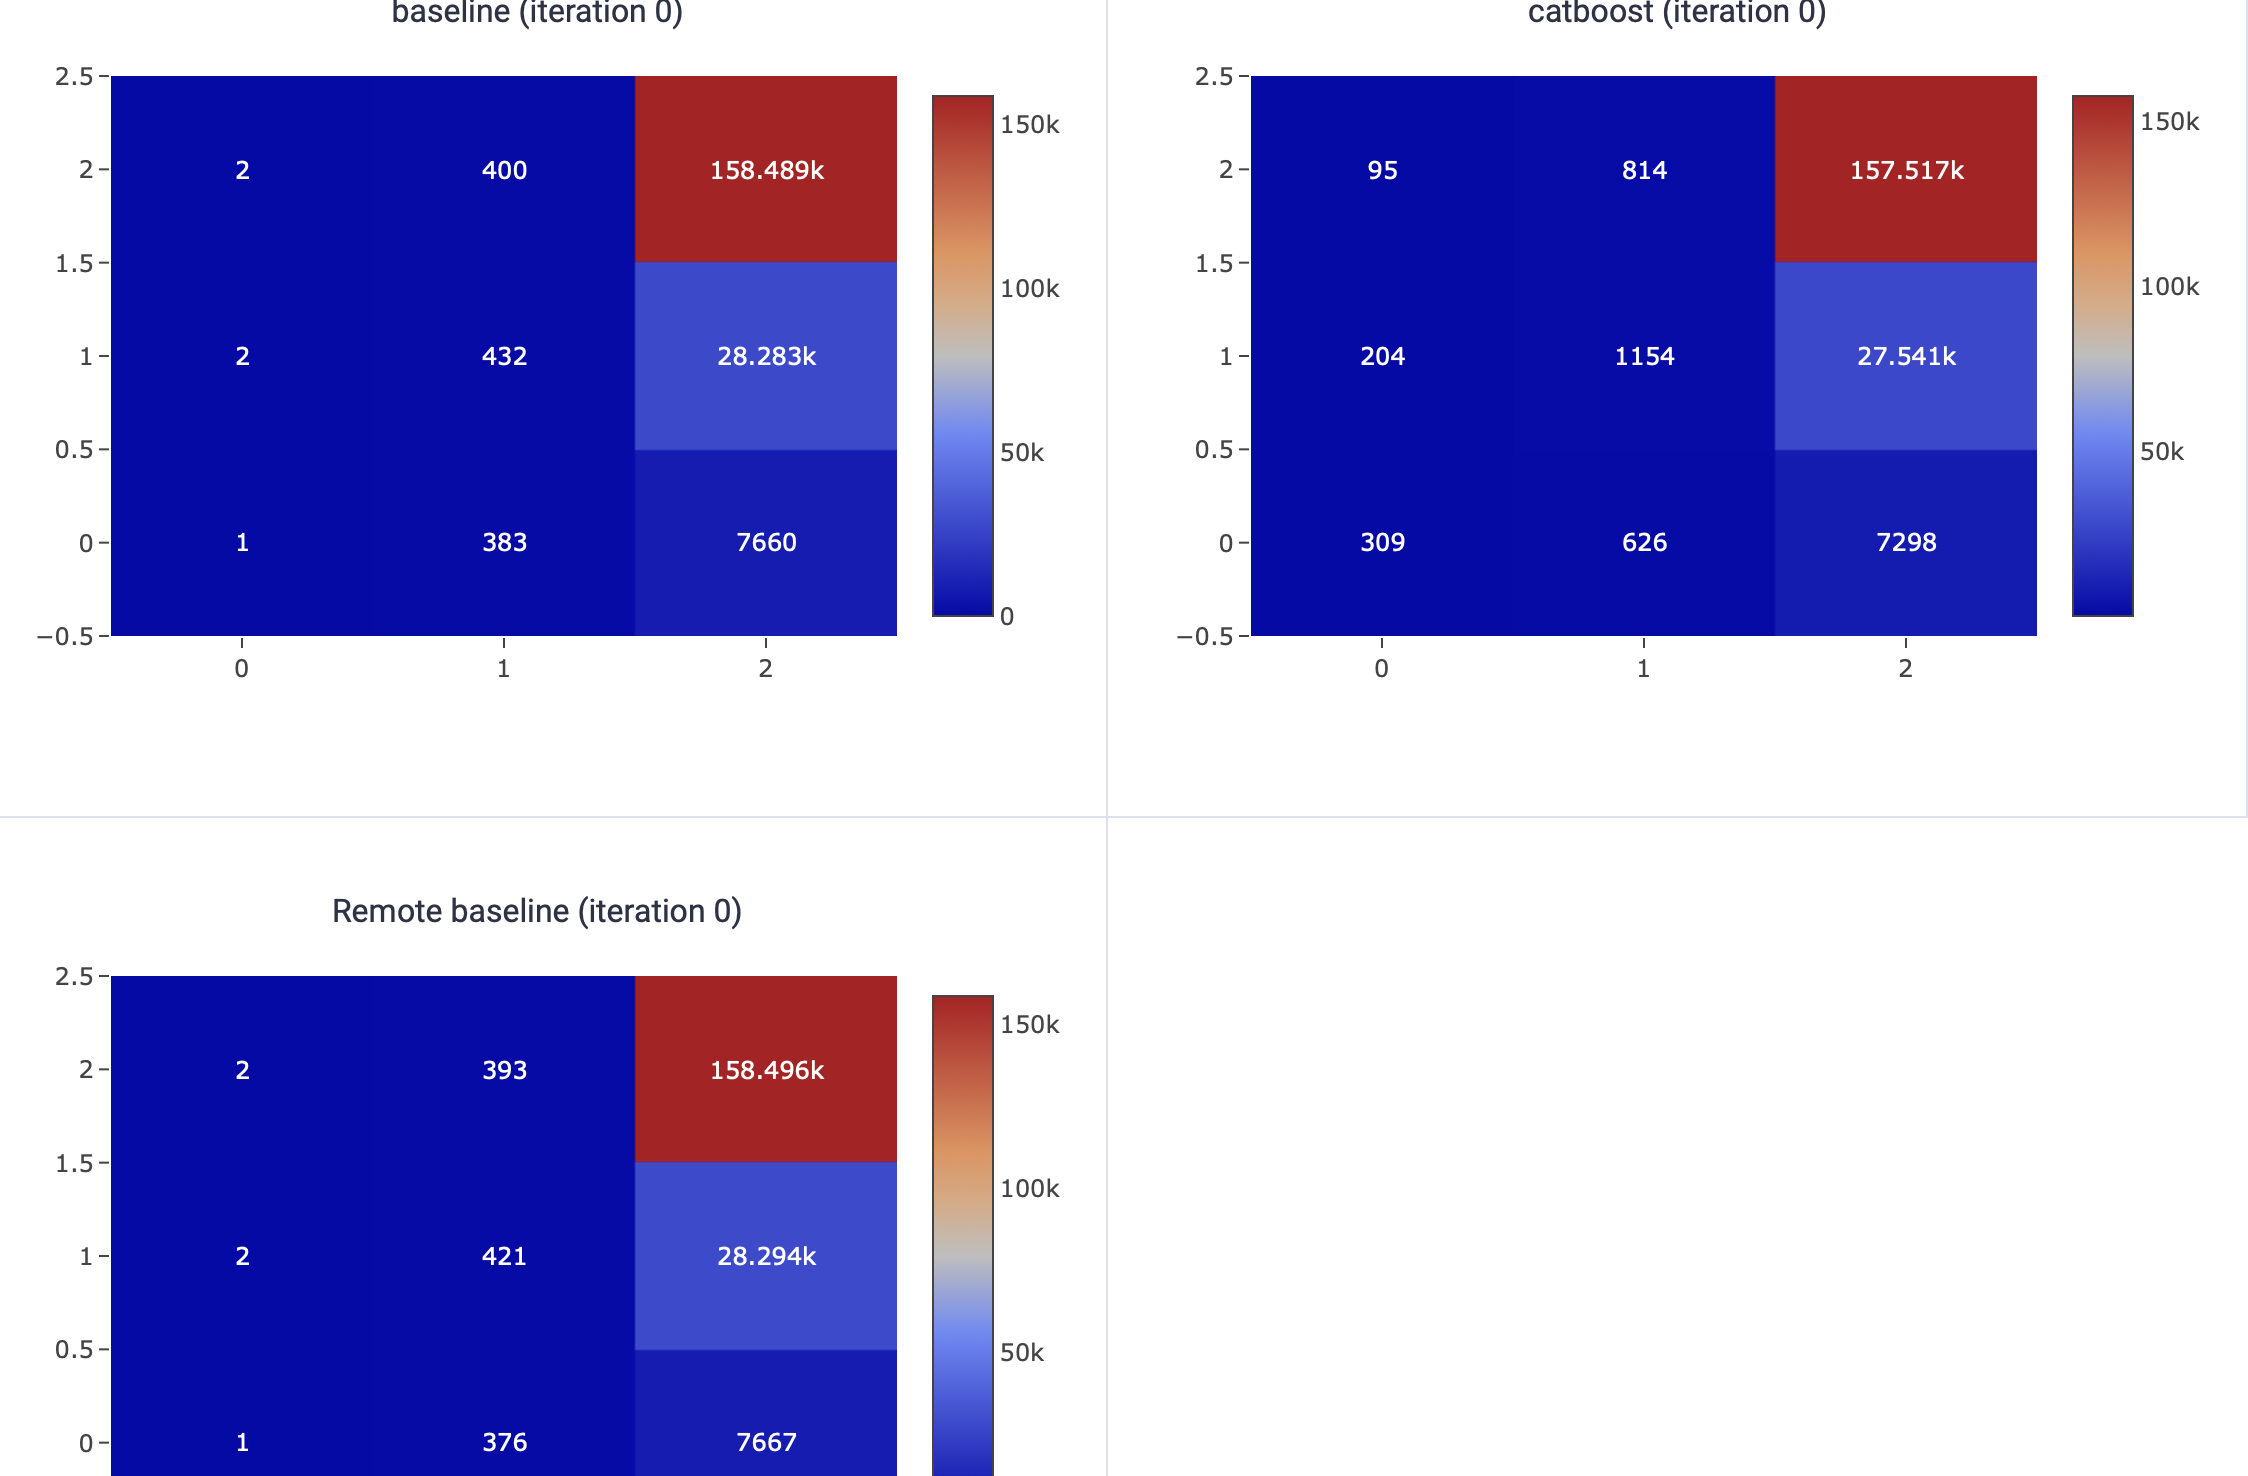 baseline (iteration 0)
2.5
2
1.5
1
0.5
0
−0.5
2 400 158.489k
2 432 28.283k
1 383 7660
0 1 2
150k
100k
50k
0
catboost (iteration 0)
2.5
2
1.5
1
0.5
0
−0.5
95 814 157.517k
204 1154 27.541k
309 626 7298
0 1 2
150k
100k
50k
Remote baseline (iteration 0)
2.5
2
1.5
1
0.5
0
2 393 158.496k
2 421 28.294k
1 376 7667
150k
100k
50k